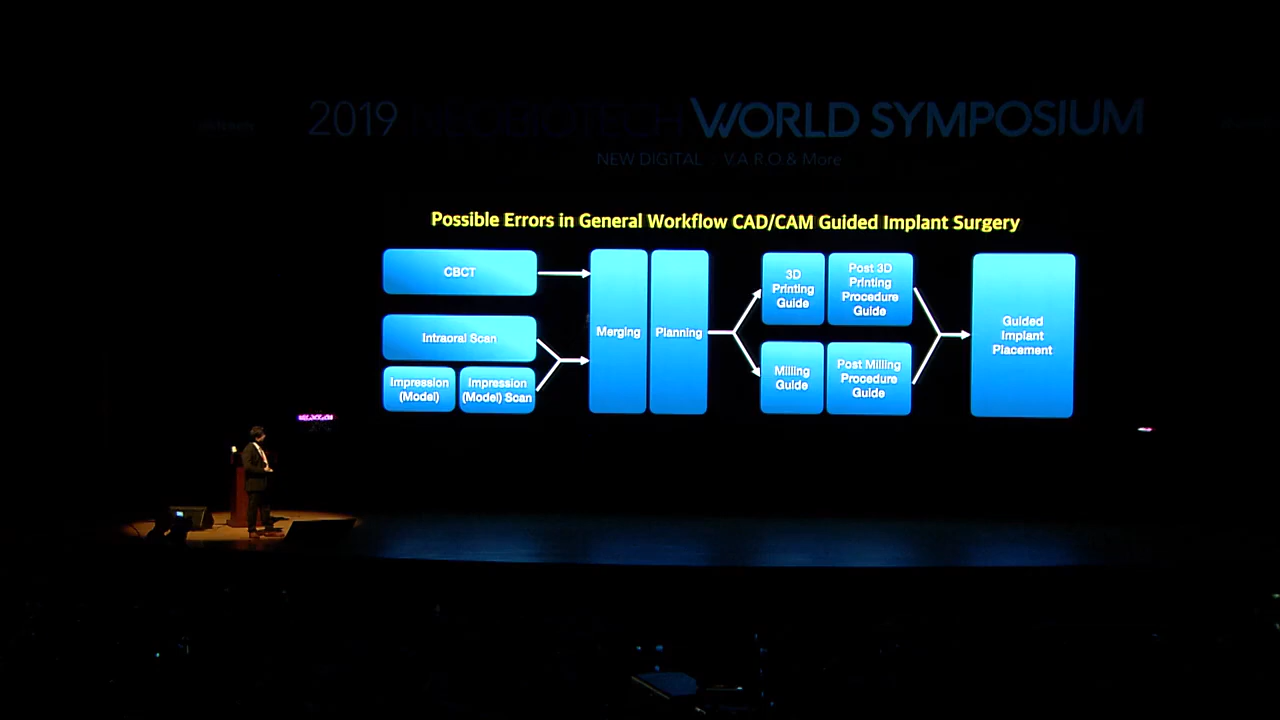 2019 NEOBIOTECH WORLD SYMPOSIUM
NEW DIGITAL : V.A.R.O & More
Possible Errors in General Workflow CAD/CAM Guided Implant Surgery
CBCT
Intraoral Scan
Impression
(Model)
Impression
(Model) Scan
Merging
Planning
3D
Printing
Guide
Post 3D
Printing
Procedure
Guide
Milling
Guide
Post Milling
Procedure
Guide
Guided
Implant
Placement